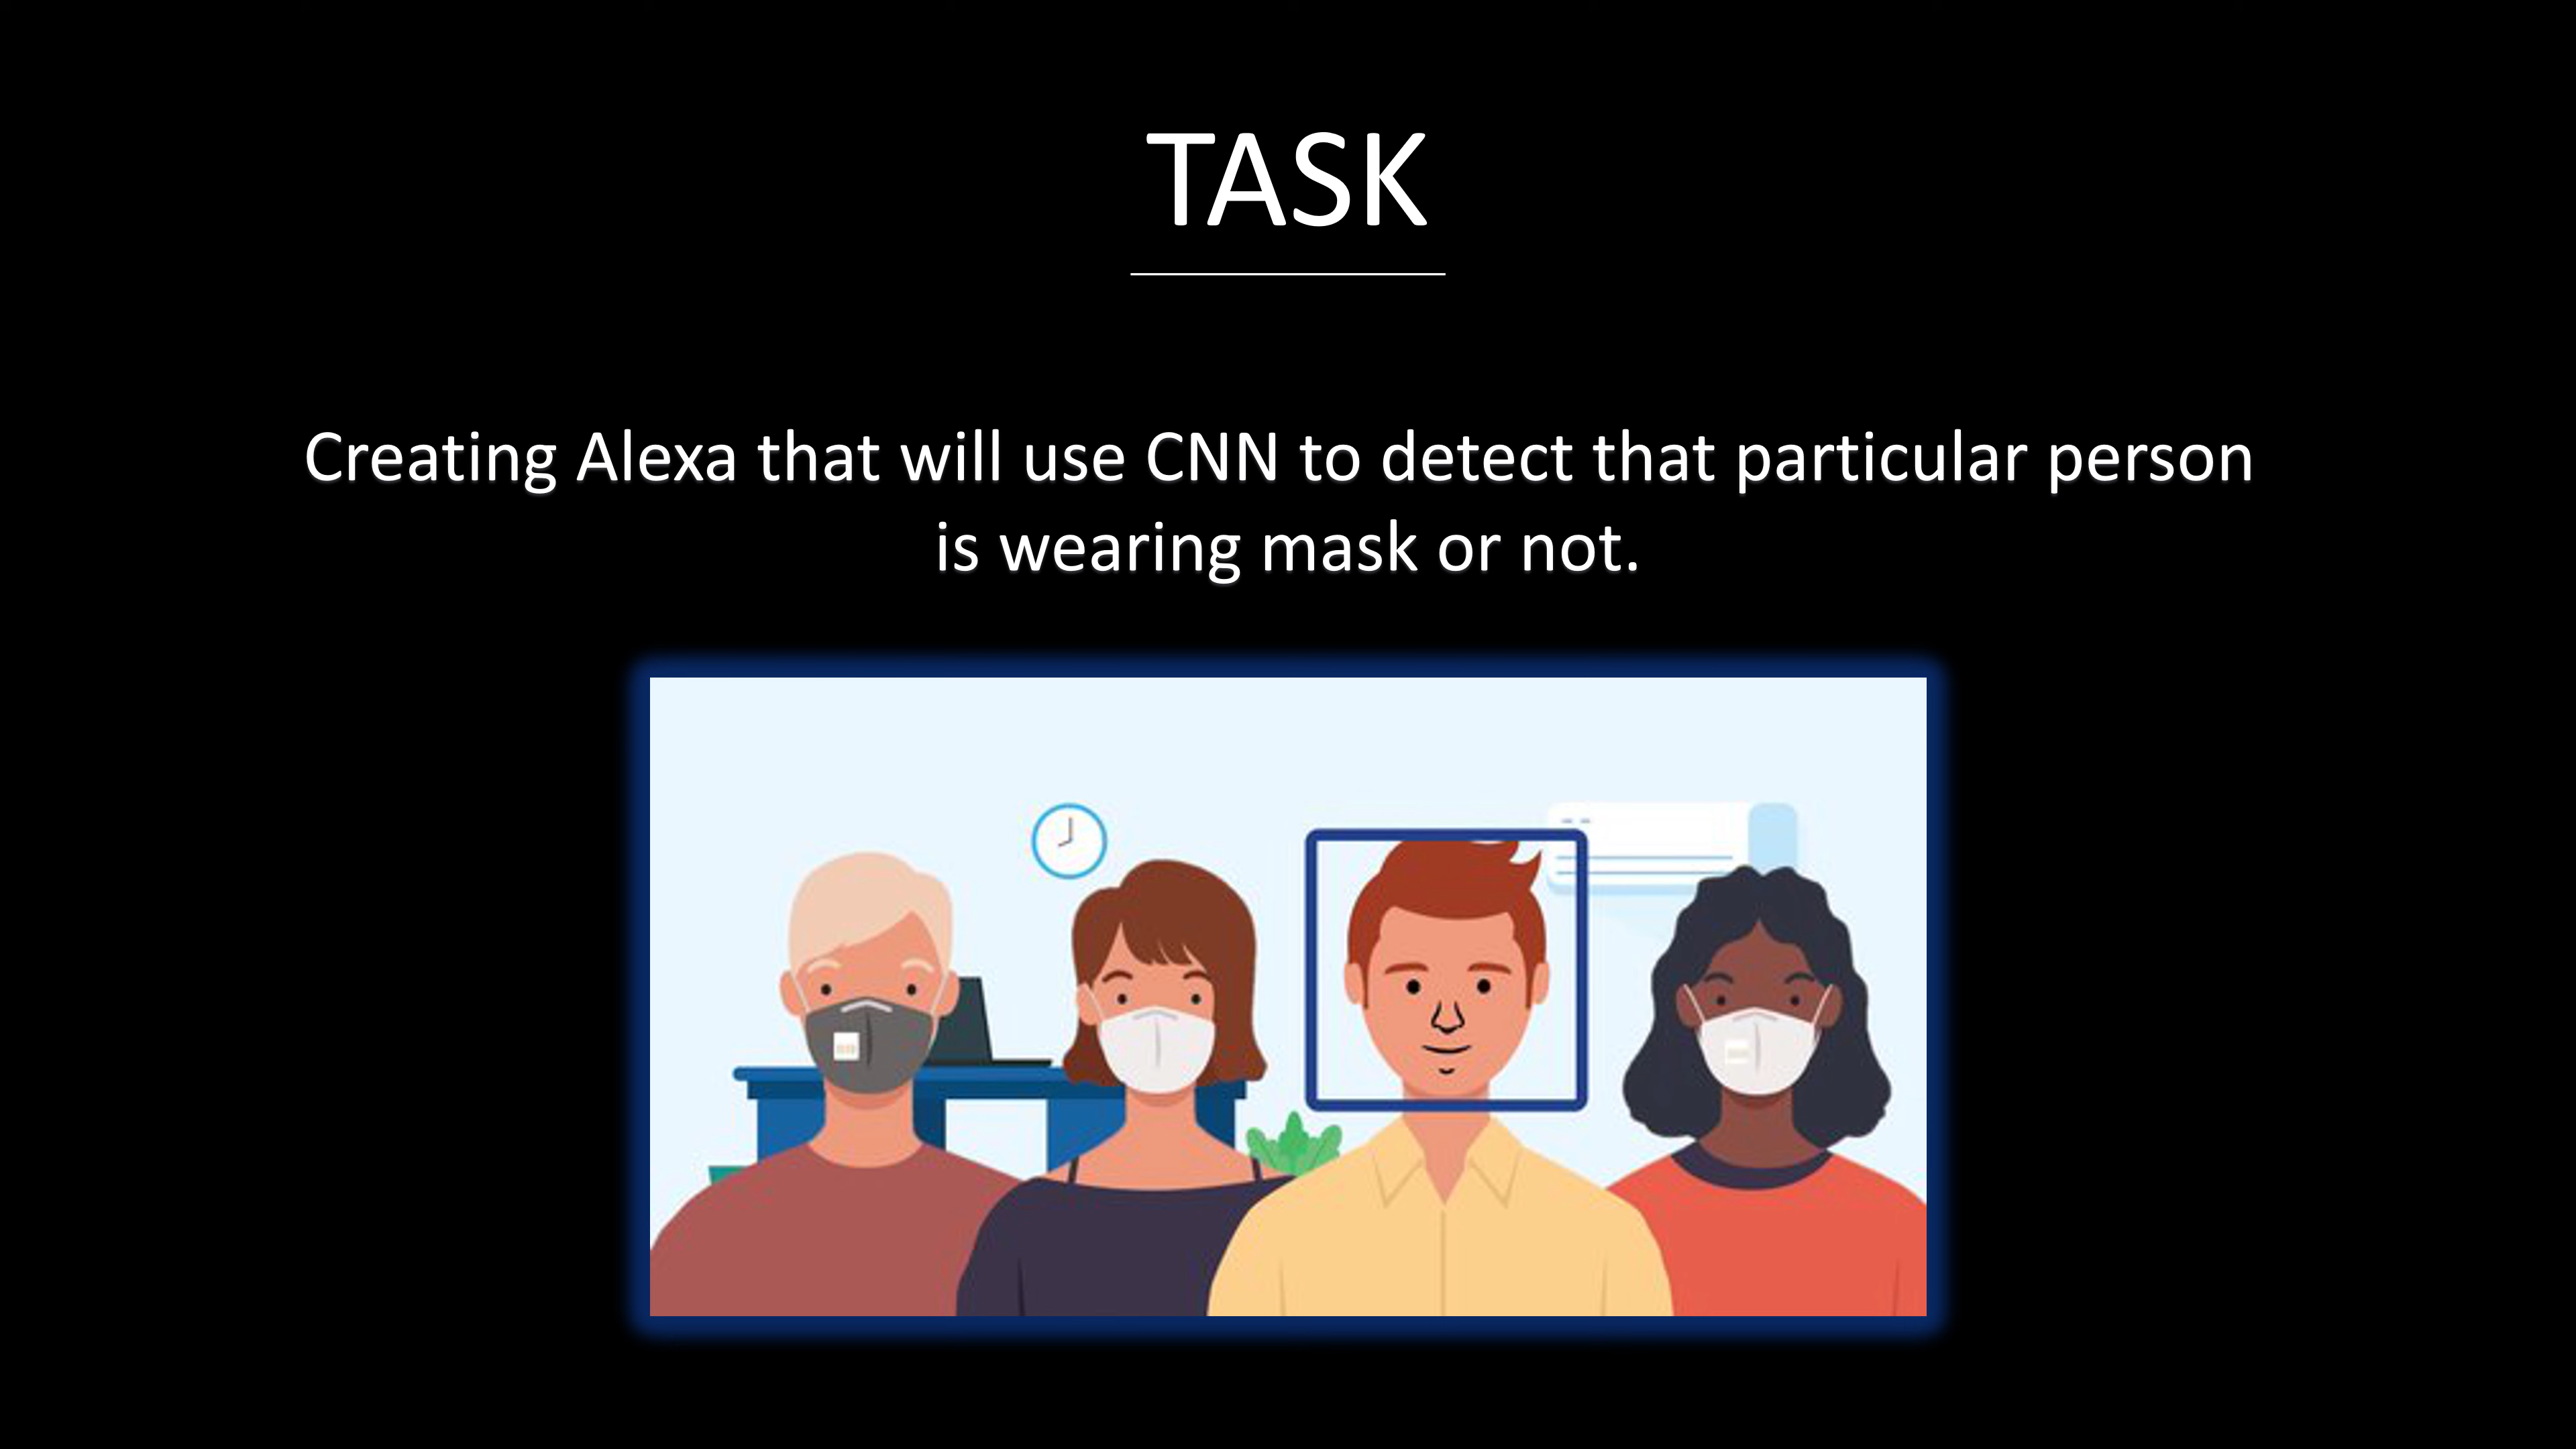 TASK
Creating Alexa that will use CNN to detect that particular person
is wearing mask or not.